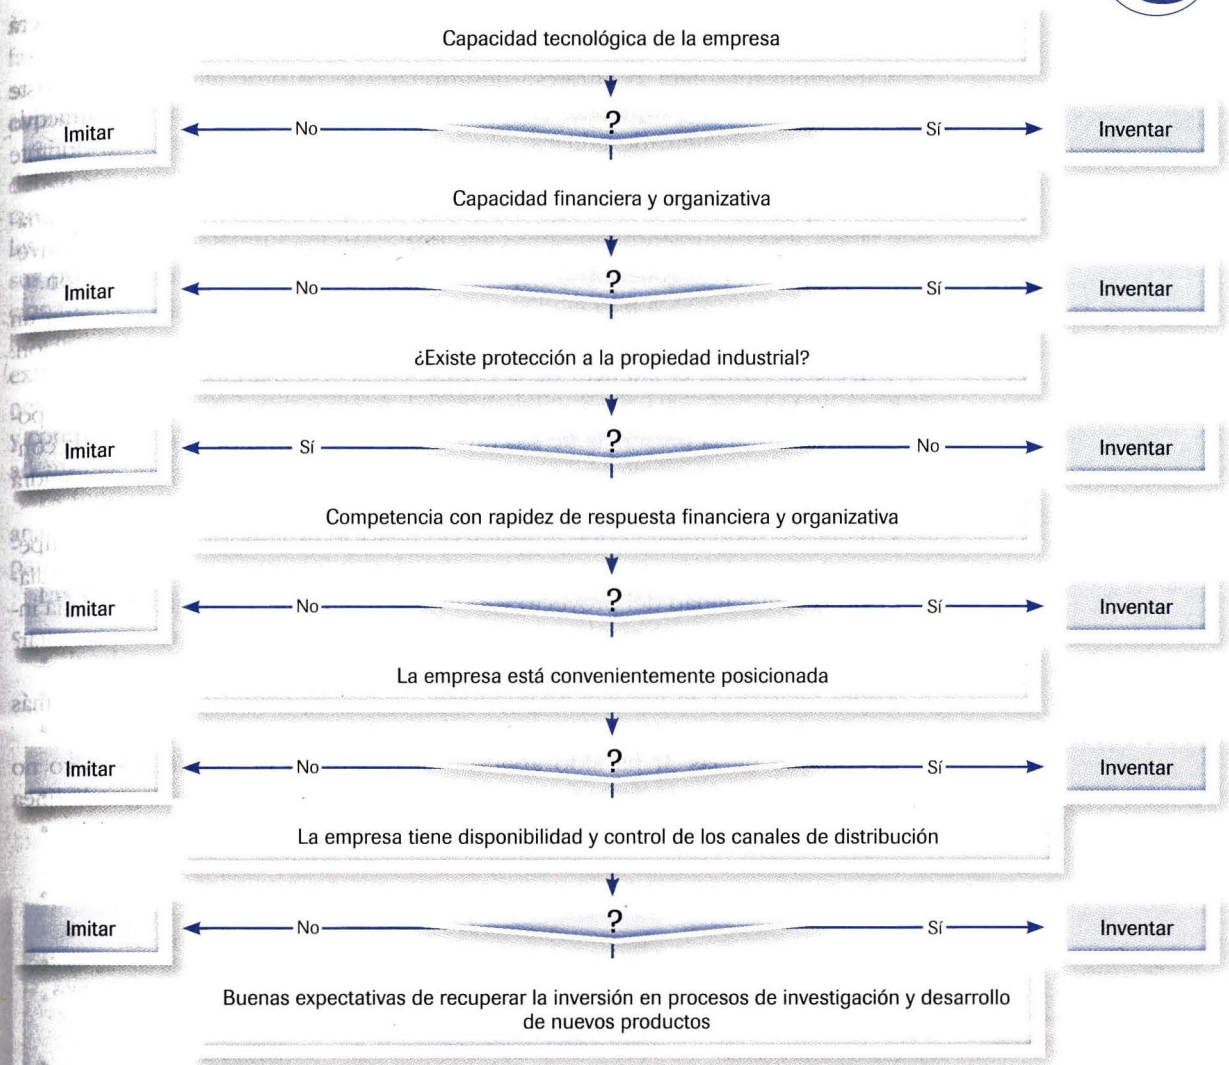 Capacidad tecnológica de la empresa
?
Imitar
No
Sí
Inventar
Capacidad financiera y organizativa
?
Imitar
No
Sí
Inventar
¿Existe protección a la propiedad industrial?
?
Imitar
Sí
No
Inventar
Competencia con rapidez de respuesta financiera y organizativa
?
Imitar
No
Sí
Inventar
La empresa está convenientemente posicionada
?
Imitar
No
Sí
Inventar
La empresa tiene disponibilidad y control de los canales de distribución
?
Imitar
No
Sí
Inventar
Buenas expectativas de recuperar la inversión en procesos de investigación y desarrollo
de nuevos productos